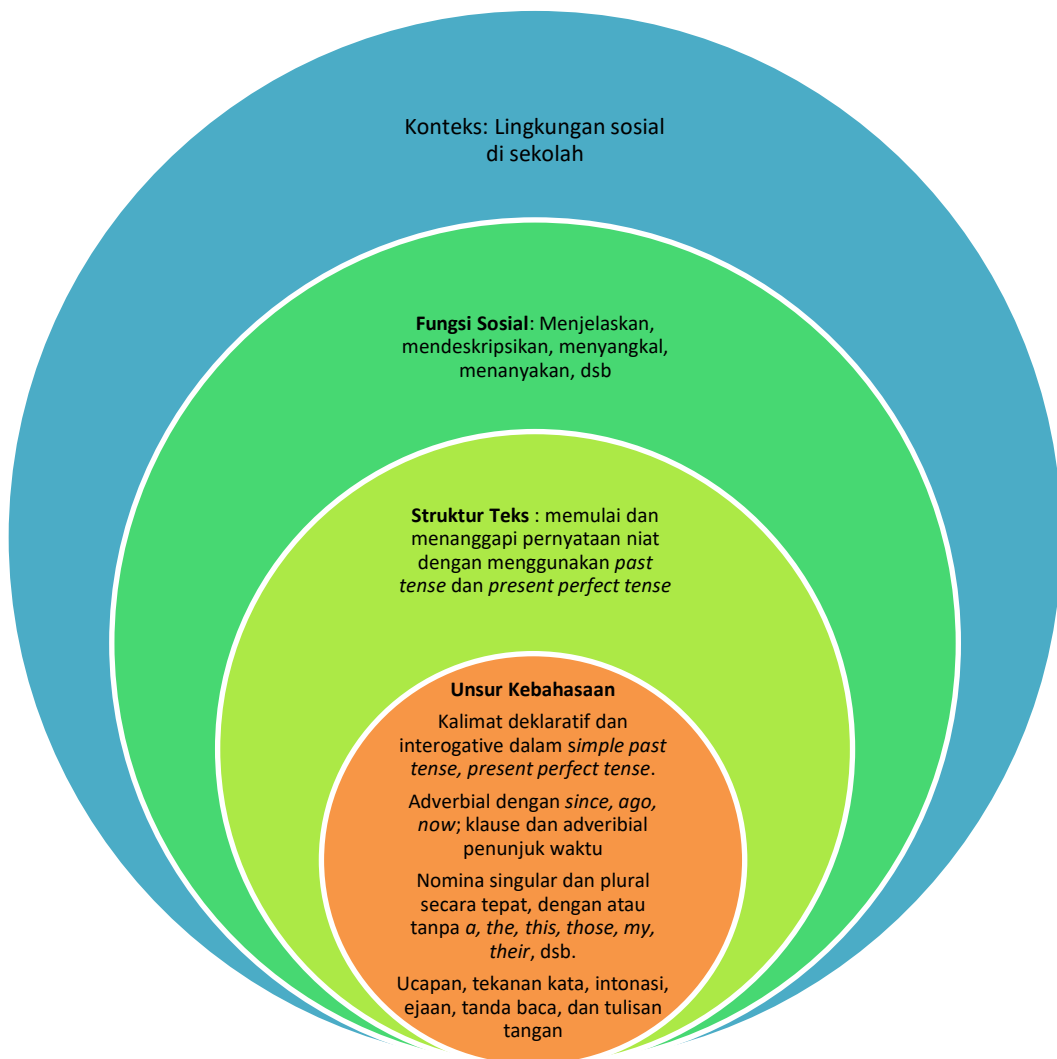 Konteks: Lingkungan sosial
di sekolah
Fungsi Sosial: Menjelaskan,
mendeskripsikan, menyangkal,
menanyakan, dsb
Struktur Teks : memulai dan
menanggapi pernyataan niat
dengan menggunakan past
tense dan present perfect tense
Unsur Kebahasaan
Kalimat deklaratif dan
interogative dalam simple past
tense, present perfect tense.
Adverbial dengan since, ago,
now; klause dan adveribial
penunjuk waktu
Nomina singular dan plural
secara tepat, dengan atau
tanpa a, the, this, those, my,
their, dsb.
Ucapan, tekanan kata, intonasi,
ejaan, tanda baca, dan tulisan
tangan